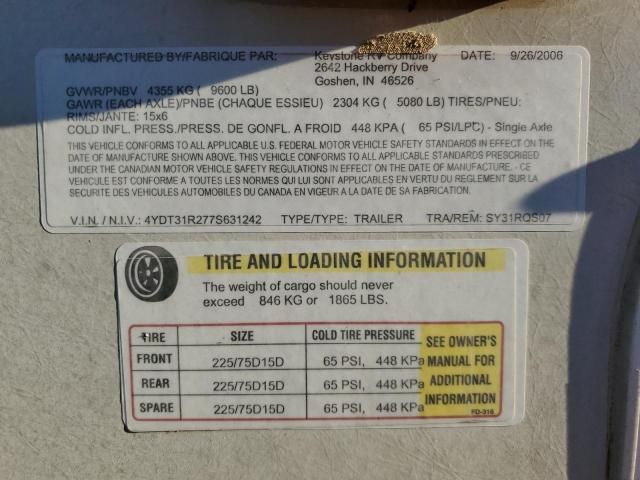 MANUFACTURED BY/FABRIQUE PAR: Keystone RV Company DATE: 9/26/2006
2642 Hackberry Drive
Goshen, IN 46526
GVWR/PNBV 4355 KG ( 9600 LB)
GAWR (EACH AXLE)/PNBE (CHAQUE ESSIEU) 2304 KG ( 5080 LB) TIRES/PNEU:
RIMS/JANTE: 15x6
COLD INFL. PRESS./PRESS. DE GONFL. A FROID 448 KPA ( 65 PSI/LPC) - Single Axle
THIS VEHICLE CONFORMS TO ALL APPLICABLE U.S. FEDERAL MOTOR VEHICLE SAFETY STANDARDS IN EFFECT ON THE
DATE OF MANUFACTURE SHOWN ABOVE. - THIS VEHICLE CONFORMS TO ALL APPLICABLE STANDARDS PRESCRIBED
UNDER THE CANADIAN MOTOR VEHICLE SAFETY REGULATIONS IN EFFECT ON THE DATE OF MANUFACTURE. - CE
VEHICULE EST CONFORME A TOUTES LES NORMES QUI LUI SONT APPLICABLES EN VERTU DU REGLEMENT SUR LA
SECURITE DES VEHICULES AUTOMOBILES DU CANADA EN VIGEUR A LA DATE DE SA FABRICATION.
V.I.N. / N.I.V.: 4YDT31R277S631242 TYPE/TYPE: TRAILER TRA/REM: SY31RQS07
TIRE AND LOADING INFORMATION
The weight of cargo should never
exceed 846 KG or 1865 LBS.
TIRE SIZE COLD TIRE PRESSURE
FRONT 225/75D15D 65 PSI, 448 KPa
REAR 225/75D15D 65 PSI, 448 KPa
SPARE 225/75D15D 65 PSI, 448 KPa
SEE OWNER'S
MANUAL FOR
ADDITIONAL
INFORMATION
FD-316